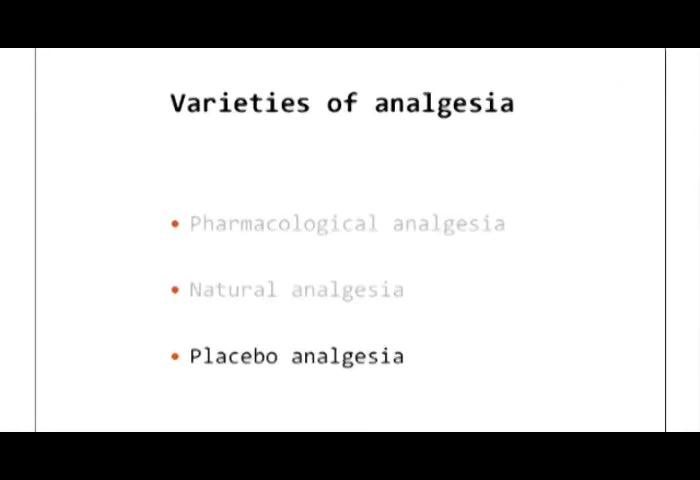 Varieties of analgesia
• Pharmacological analgesia
• Natural analgesia
• Placebo analgesia